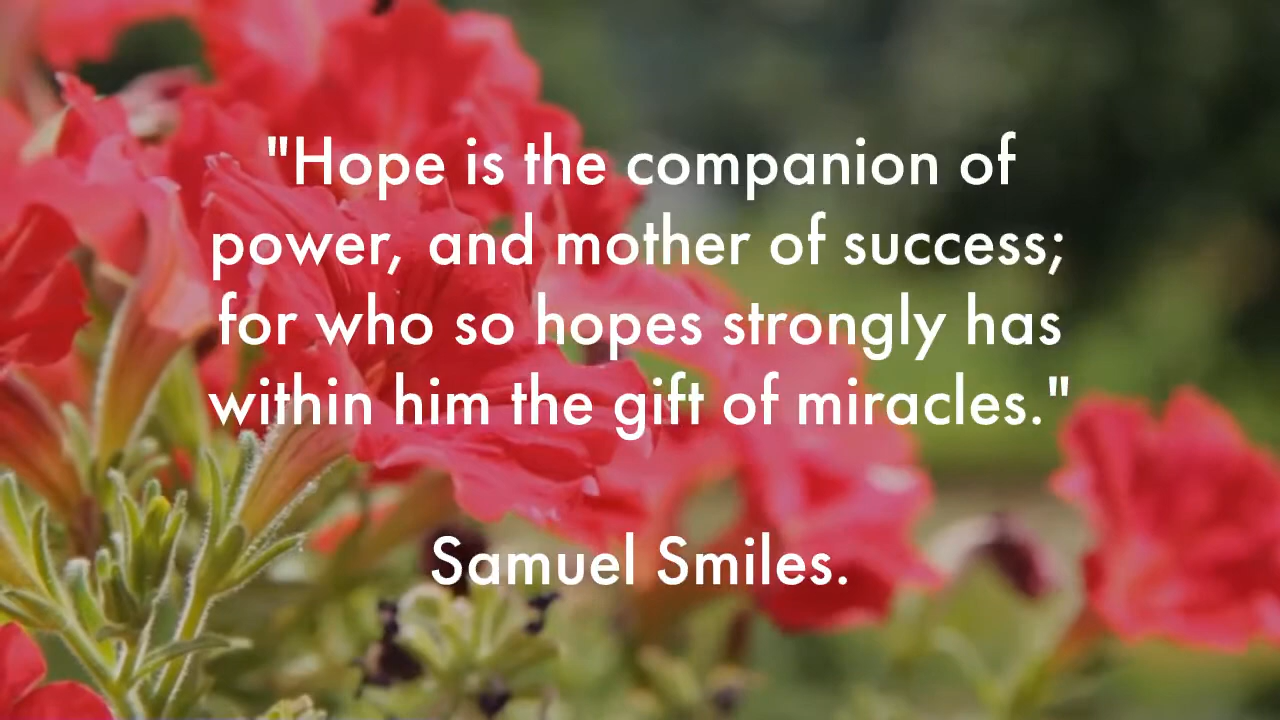 "Hope is the companion of
power, and mother of success;
for who so hopes strongly has
within him the gift of miracles."
Samuel Smiles.